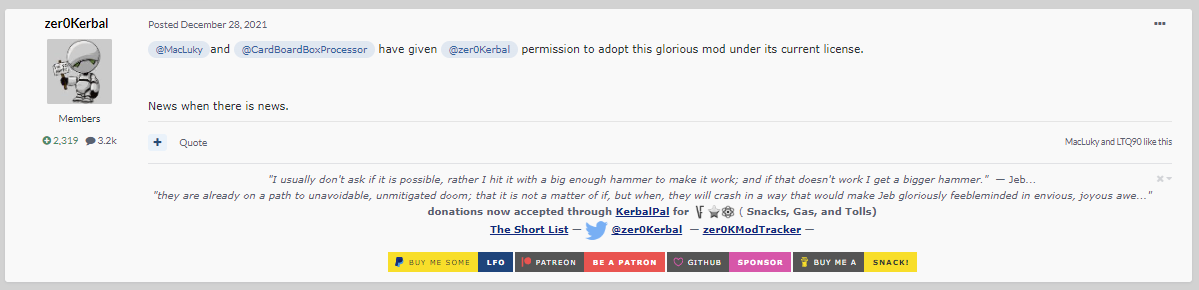 zer0Kerbal
Posted December 28, 2021
@MacLuky and @CardBoardBoxProcessor have given @zer0Kerbal permission to adopt this glorious mod under its current license.
News when there is news.
Members
2,319 3.2k
+ Quote
MacLuky and LTQ90 like this
"I usually don't ask if it is possible, rather I hit it with a big enough hammer to make it work; and if that doesn't work I get a bigger hammer." — Jeb...
"they are already on a path to unavoidable, unmitigated doom; that it is not a matter of if, but when, they will crash in a way that would make Jeb gloriously feebleminded in envious, joyous awe..."
donations now accepted through KerbalPal for ( Snacks, Gas, and Tolls)
The Short List — @zer0Kerbal — zer0KModTracker —
BUY ME SOME LFO PATREON BE A PATRON GITHUB SPONSOR BUY ME A SNACK!